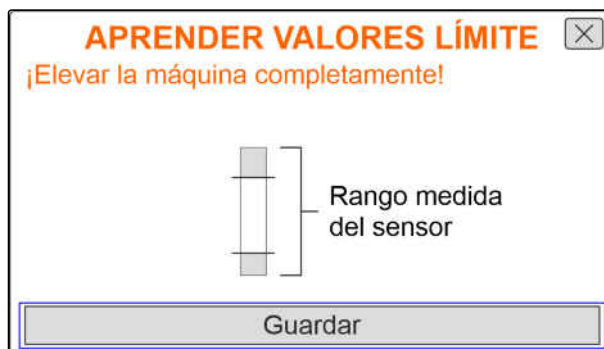 APRENDER VALORES LÍMITE
¡Elevar la máquina completamente!
Rango medida
del sensor
Guardar